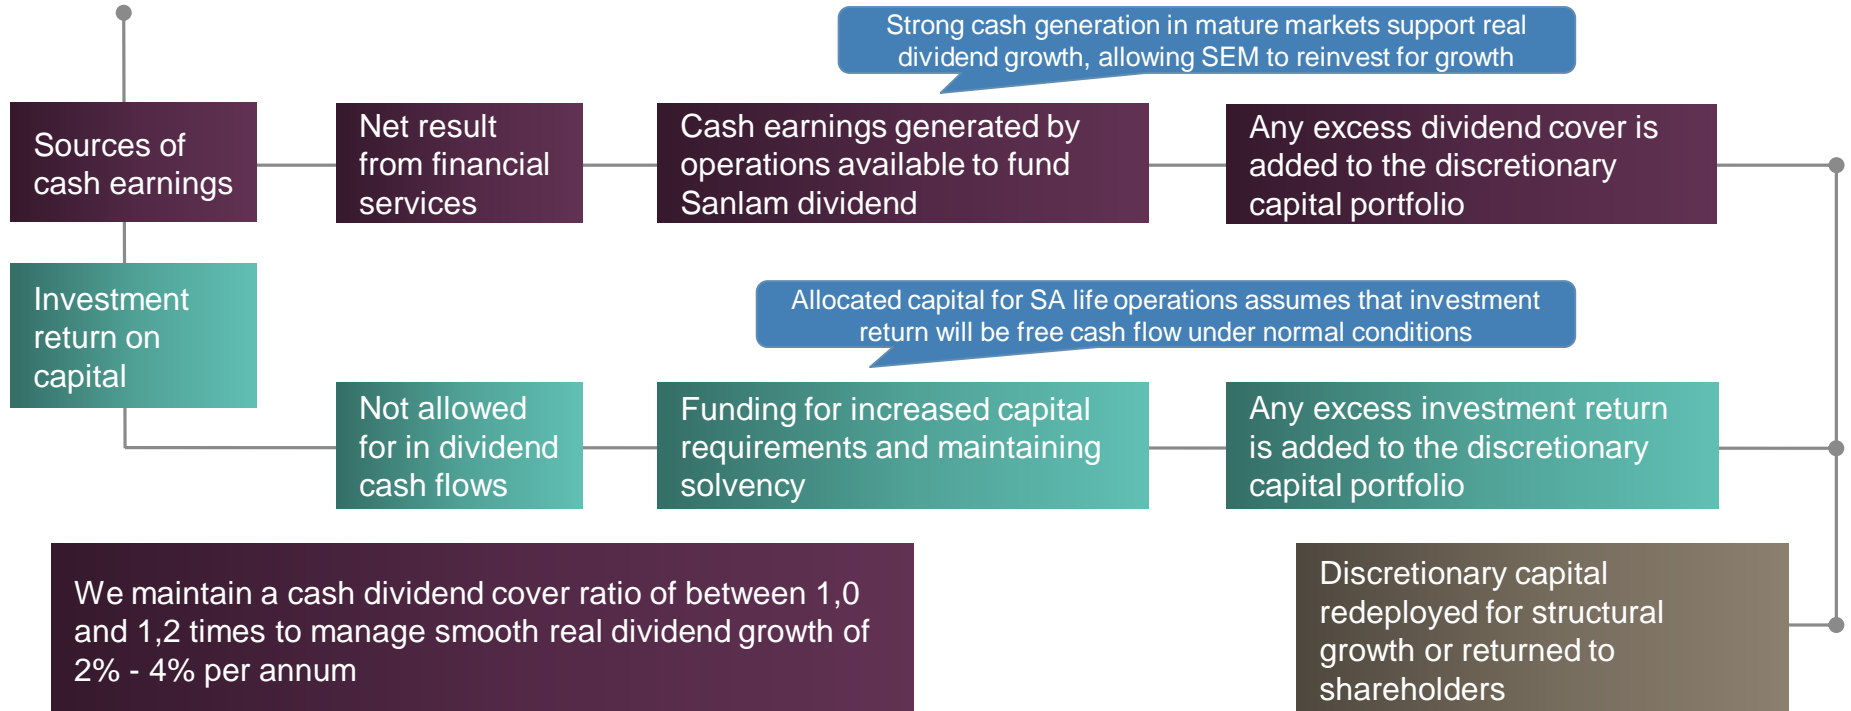 Strong cash generation in mature markets support real
dividend growth, allowing SEM to reinvest for growth
Sources of
cash earnings
Net result
from financial
services
Cash earnings generated by
operations available to fund
Sanlam dividend
Any excess dividend cover is
added to the discretionary
capital portfolio
Investment
return on
capital
Allocated capital for SA life operations assumes that investment
return will be free cash flow under normal conditions
Not allowed
for in dividend
cash flows
Funding for increased capital
requirements and maintaining
solvency
Any excess investment return
is added to the discretionary
capital portfolio
We maintain a cash dividend cover ratio of between 1,0
and 1,2 times to manage smooth real dividend growth of
2% - 4% per annum
Discretionary capital
redeployed for structural
growth or returned to
shareholders